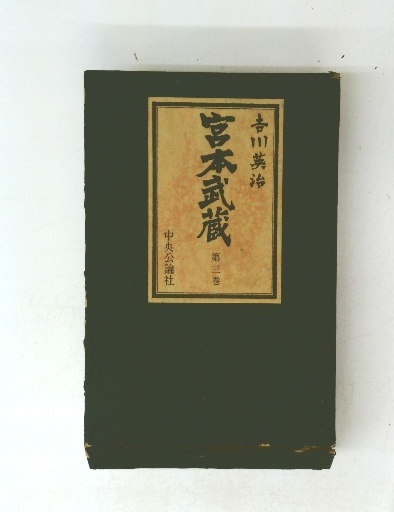 吉川英治
宮本武蔵
第三巻
中央公論社